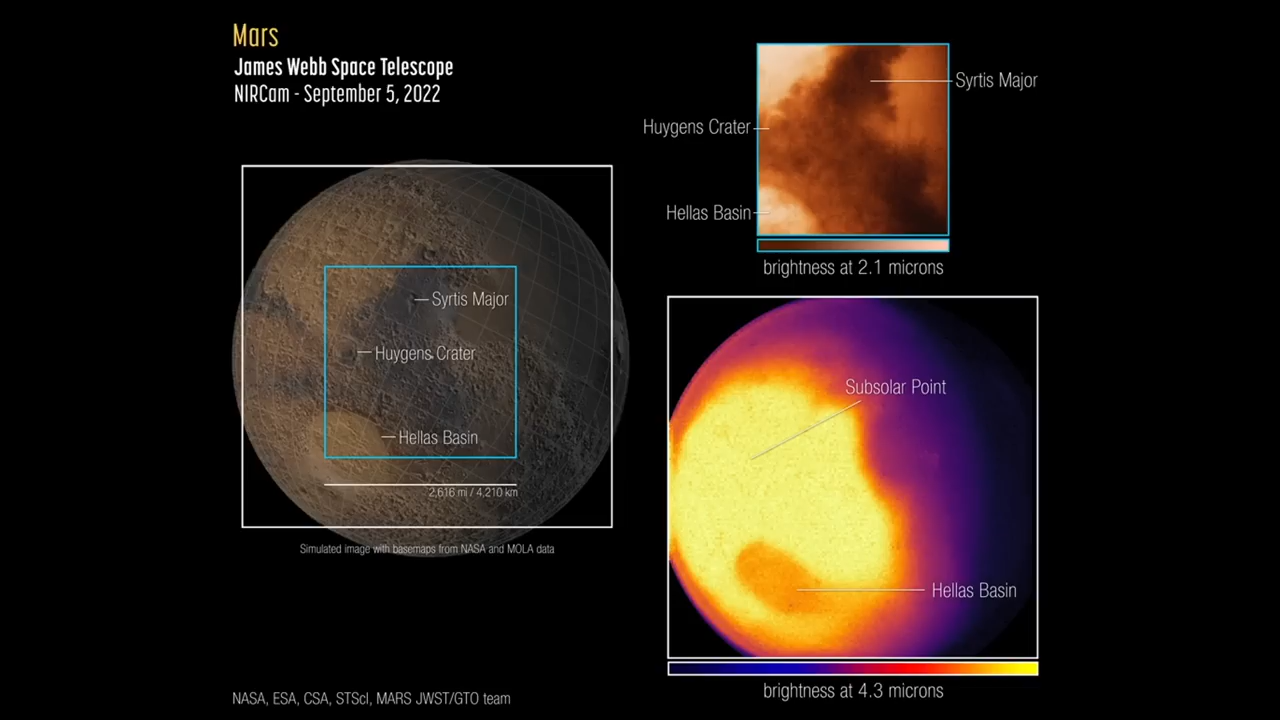 Mars
James Webb Space Telescope
NIRCam - September 5, 2022
Syrtis Major
Huygens Crater
Hellas Basin
2,616 mi / 4,210 km
Simulated image with basemaps from NASA and MOLA data
Syrtis Major
Huygens Crater
Hellas Basin
brightness at 2.1 microns
Subsolar Point
Hellas Basin
brightness at 4.3 microns
NASA, ESA, CSA, STScI, MARS JWST/GTO team